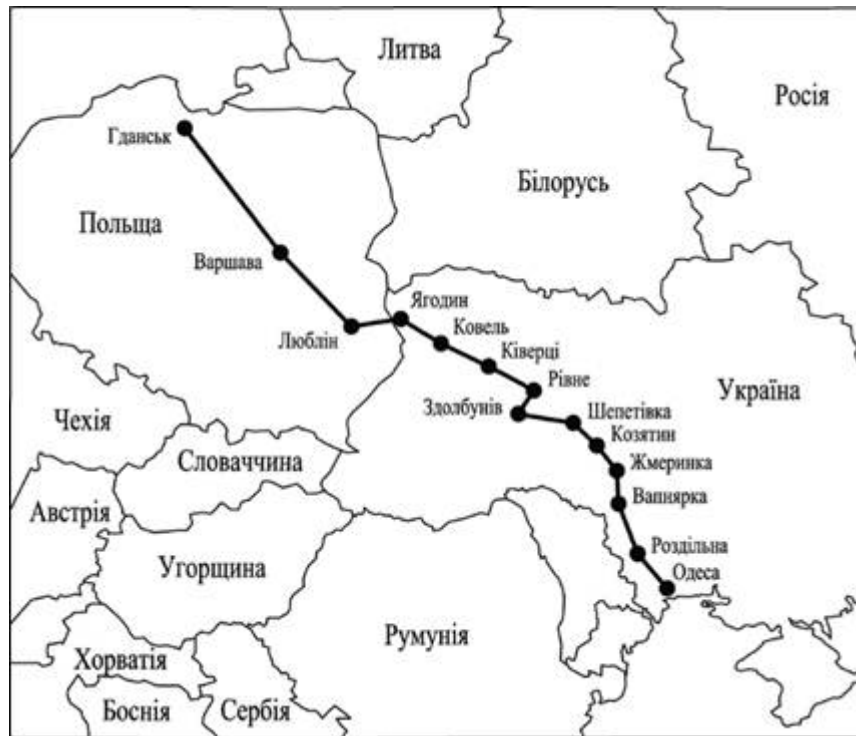 Литва
Росія
Гданськ
Білорусь
Польща
Варшава
Ягодин
Люблін
Ковель
Ківерці
Рівне
Україна
Здолбунів
Шепетівка
Чехія
Козятин
Словаччина
Жмеринка
Австрія
Вапнярка
Роздільна
Угорщина
Одеса
Румунія
Хорватія
Боснія
Сербія